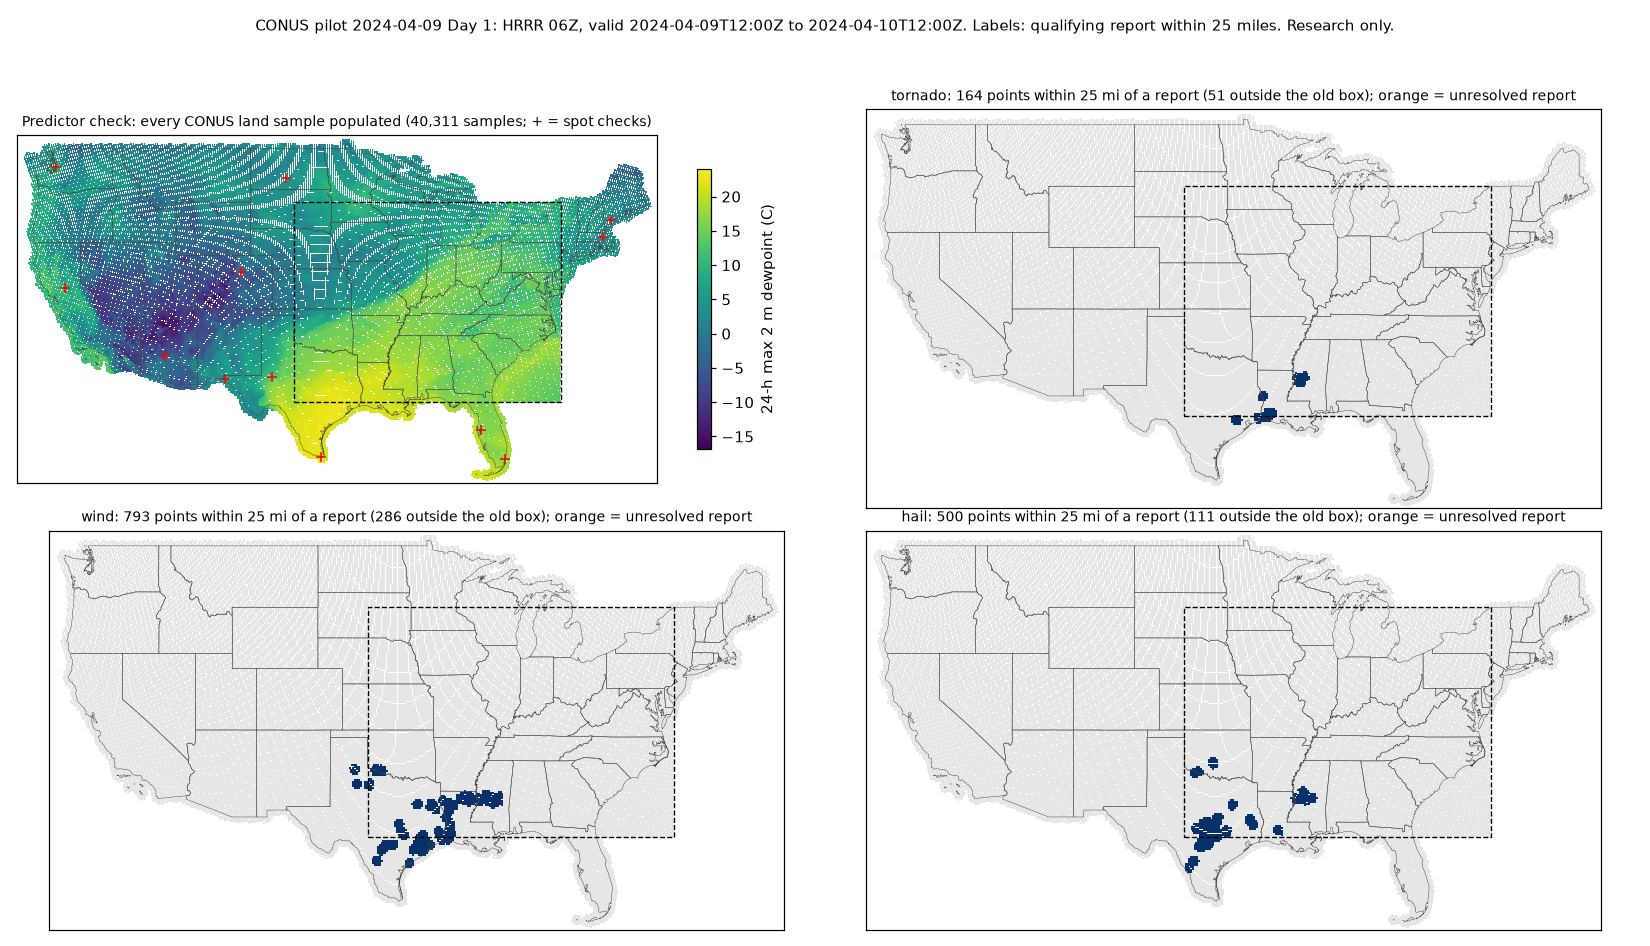 CONUS pilot 2024-04-09 Day 1: HRRR 06Z, valid 2024-04-09T12:00Z to 2024-04-10T12:00Z. Labels: qualifying report within 25 miles. Research only.
Predictor check: every CONUS land sample populated (40,311 samples; + = spot checks)
20
15
10
5
0
−5
−10
−15
24-h max 2 m dewpoint (C)
tornado: 164 points within 25 mi of a report (51 outside the old box); orange = unresolved report
wind: 793 points within 25 mi of a report (286 outside the old box); orange = unresolved report
hail: 500 points within 25 mi of a report (111 outside the old box); orange = unresolved report